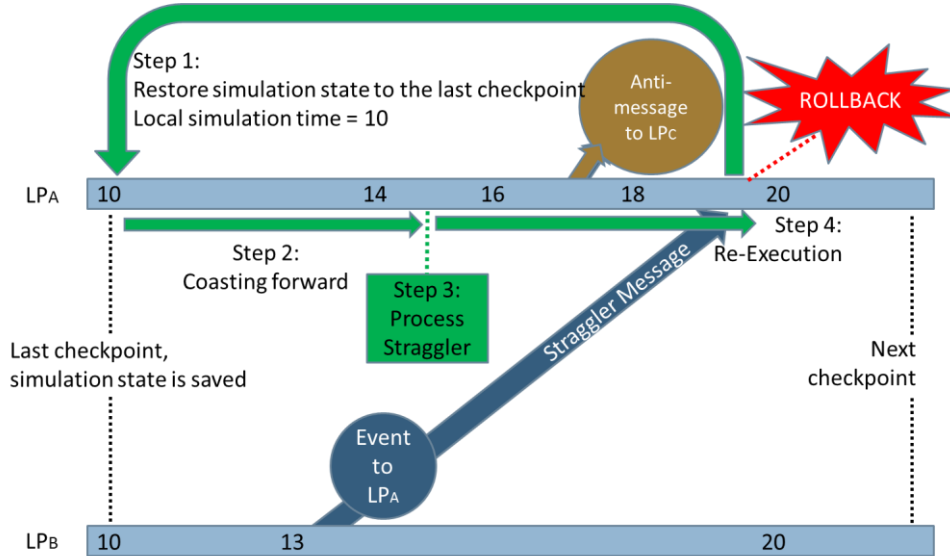 Step 1:
Restore simulation state to the last checkpoint
Local simulation time = 10
Anti-
message
to LPC
ROLLBACK
LPA
10
14
16
18
20
Step 2:
Coasting forward
Step 3:
Process
Straggler
Straggler Message
Step 4:
Re-Execution
Last checkpoint,
simulation state is saved
Next
checkpoint
Event
to
LPA
LPB
10
13
20